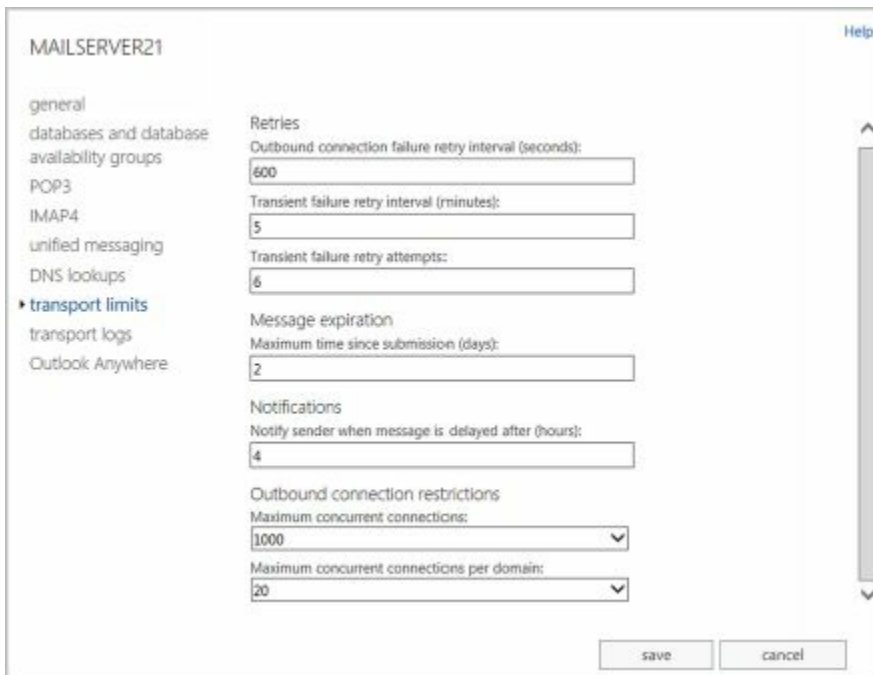 Help
MAILSERVER21
general
databases and database
availability groups
POP3
IMAP4
unified messaging
DNS lookups
transport limits
transport logs
Outlook Anywhere
Retries
Outbound connection failure retry interval (seconds):
600
Transient failure retry interval (minutes):
5
Transient failure retry attempts::
6
Message expiration
Maximum time since submission (days):
2
Notifications
Notify sender when message is delayed after (hours):
4
Outbound connection restrictions
Maximum concurrent connections:
1000
Maximum concurrent connections per domain:
20
save
cancel